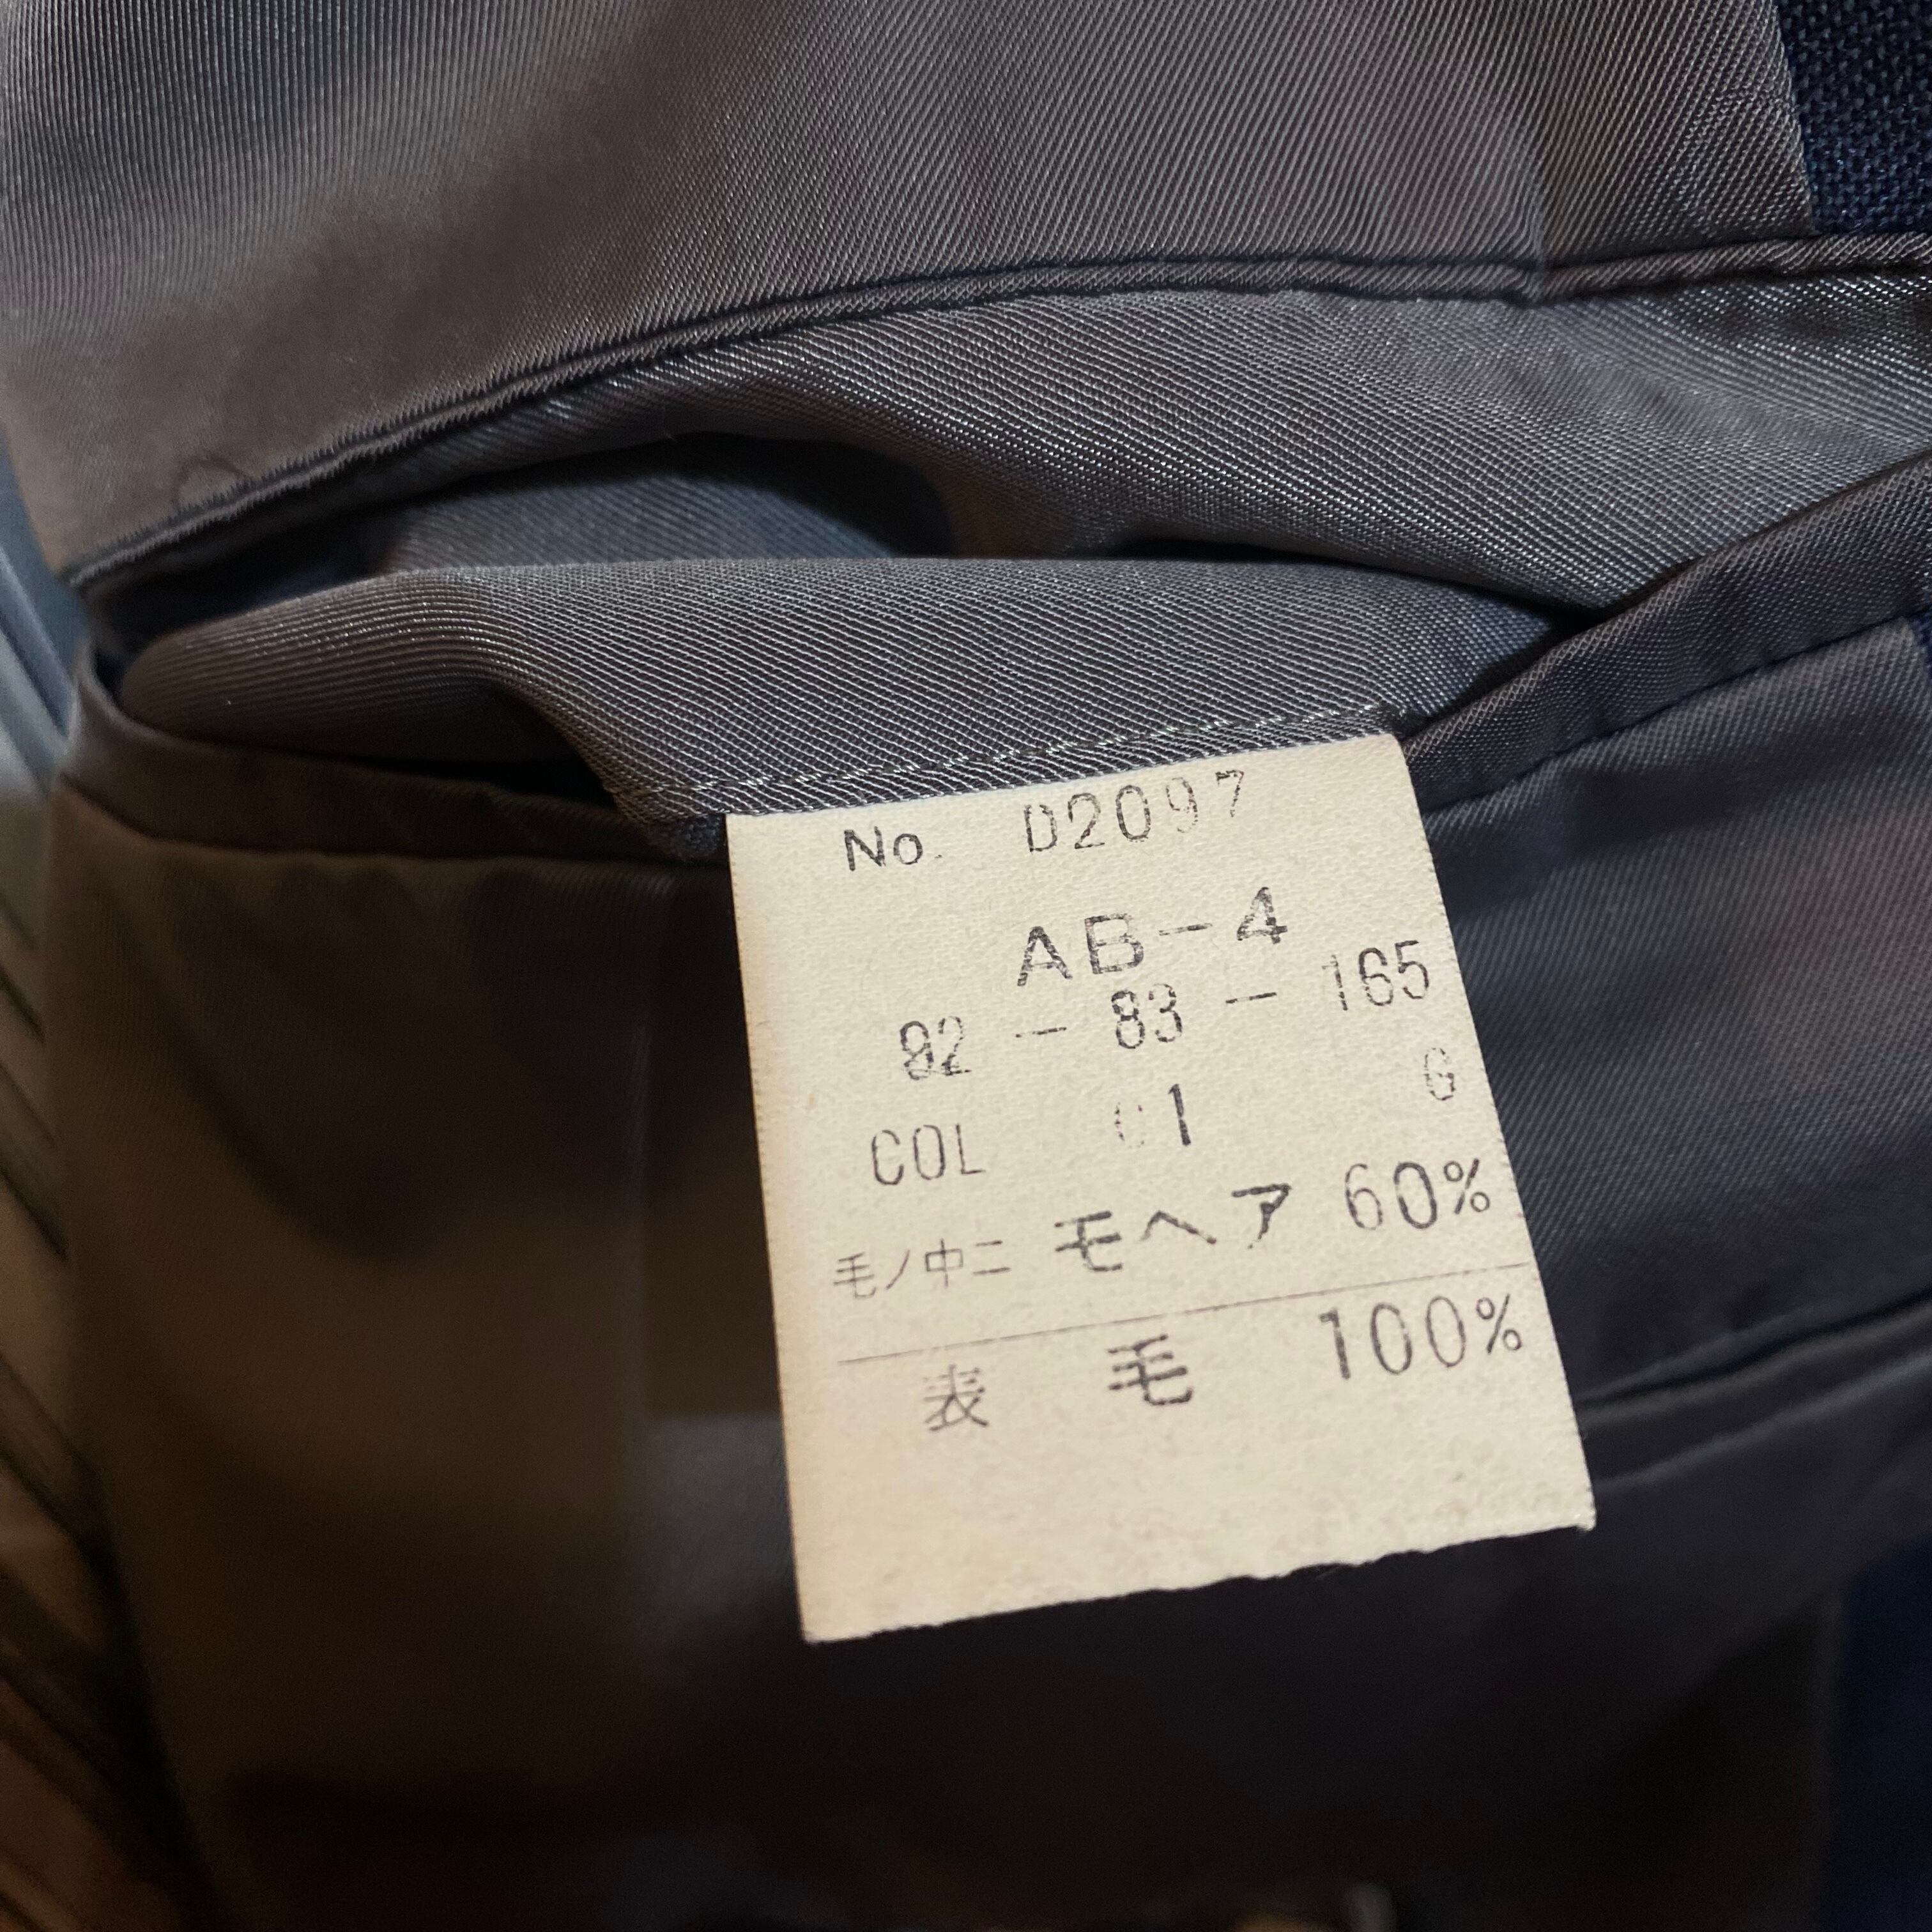 No. D2097
AB-4
92 - 83 - 165
COL 01 G
毛ノ中ニ モヘア 60%
表 毛 100%